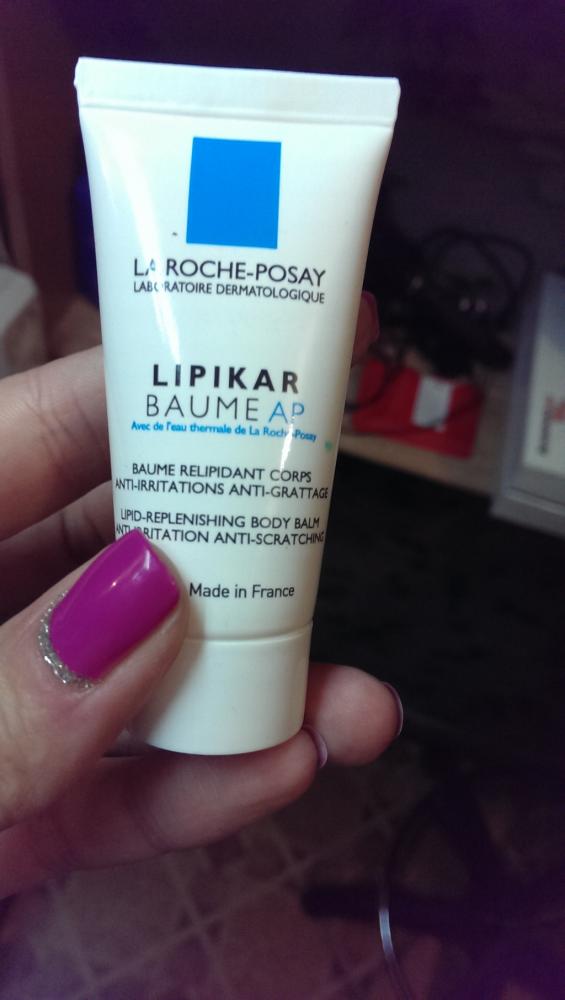 LA ROCHE-POSAY
LABORATOIRE DERMATOLOGIQUE
LIPIKAR
BAUME AP
Avec de l'eau thermale de La Roche-Posay
BAUME RELIPIDANT CORPS
ANTI-IRRITATIONS ANTI-GRATTAGE
LIPID-REPLENISHING BODY BALM
ANTI-IRRITATION ANTI-SCRATCHING
Made in France